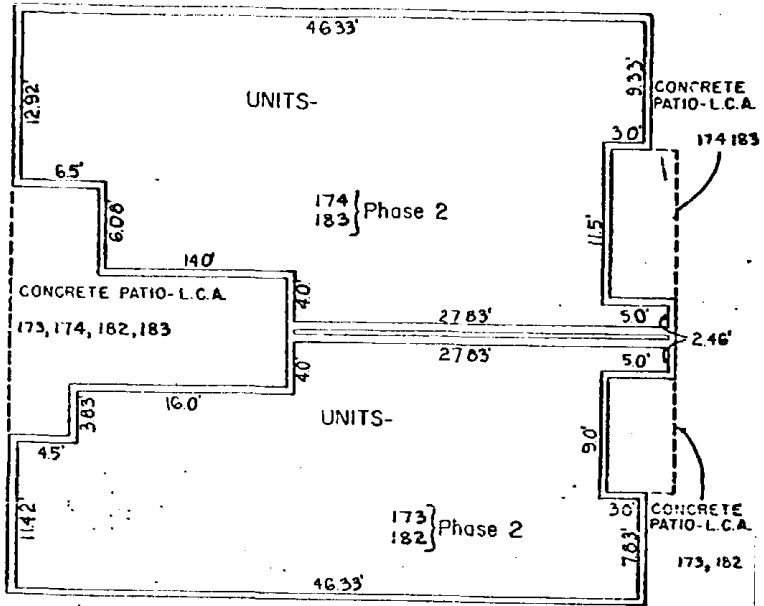 46.33'
12.92'
UNITS-
9.33'
CONCRETE
PATIO-L.C.A.
3.0'
174 183
6.5'
174
183 } Phase 2
6.08'
11.5'
14.0'
CONCRETE PATIO-L.C.A.
4.0'
173, 174, 182, 183
27.83'
5.0'
2.46'
27.83'
5.0'
4.0'
16.0'
3.83'
UNITS-
4.5'
9.0'
11.42'
173
182 } Phase 2
3.0'
CONCRETE
PATIO-L.C.A.
7.83'
173, 182
46.33'